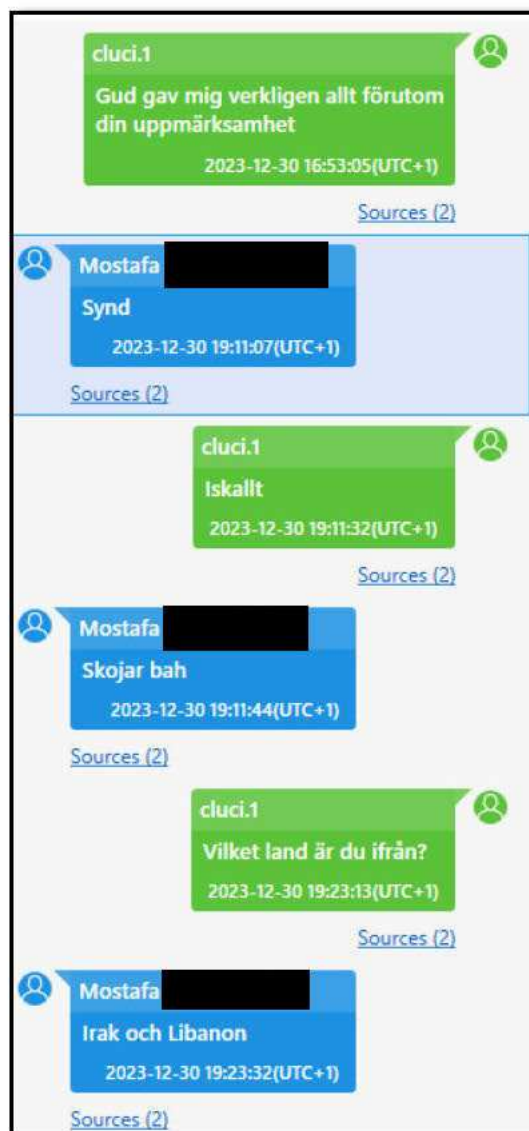 cluci.1
Gud gav mig verkligen allt förutom
din uppmärksamhet
2023-12-30 16:53:05(UTC+1)
Sources (2)
Mostafa
Synd
2023-12-30 19:11:07(UTC+1)
Sources (2)
cluci.1
Iskallt
2023-12-30 19:11:32(UTC+1)
Sources (2)
Mostafa
Skojar bah
2023-12-30 19:11:44(UTC+1)
Sources (2)
cluci.1
Vilket land är du ifrån?
2023-12-30 19:23:13(UTC+1)
Sources (2)
Mostafa
Irak och Libanon
2023-12-30 19:23:32(UTC+1)
Sources (2)